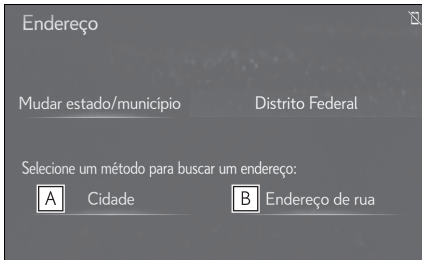 Endereço
Mudar estado/município Distrito Federal
Selecione um método para buscar um endereço:
A Cidade B Endereço de rua